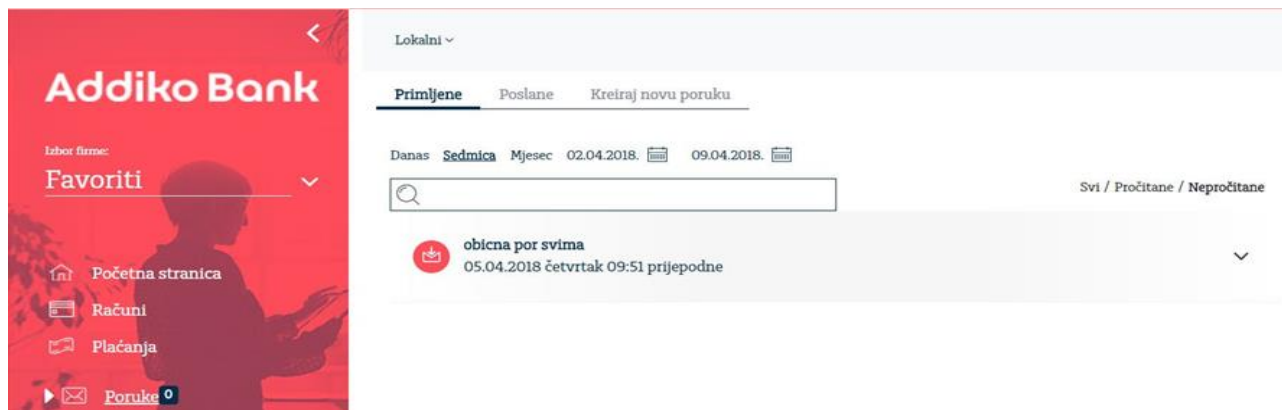 Addiko Bank
Izbor firme:
Favoriti
Početna stranica
Računi
Plaćanja
Poruke 0
Lokalni
Primljene Poslane Kreiraj novu poruku
Danas Sedmica Mjesec 02.04.2018. 09.04.2018.
Svi / Pročitane / Nepročitane
obicna por svima
05.04.2018 četvrtak 09:51 prijepodne